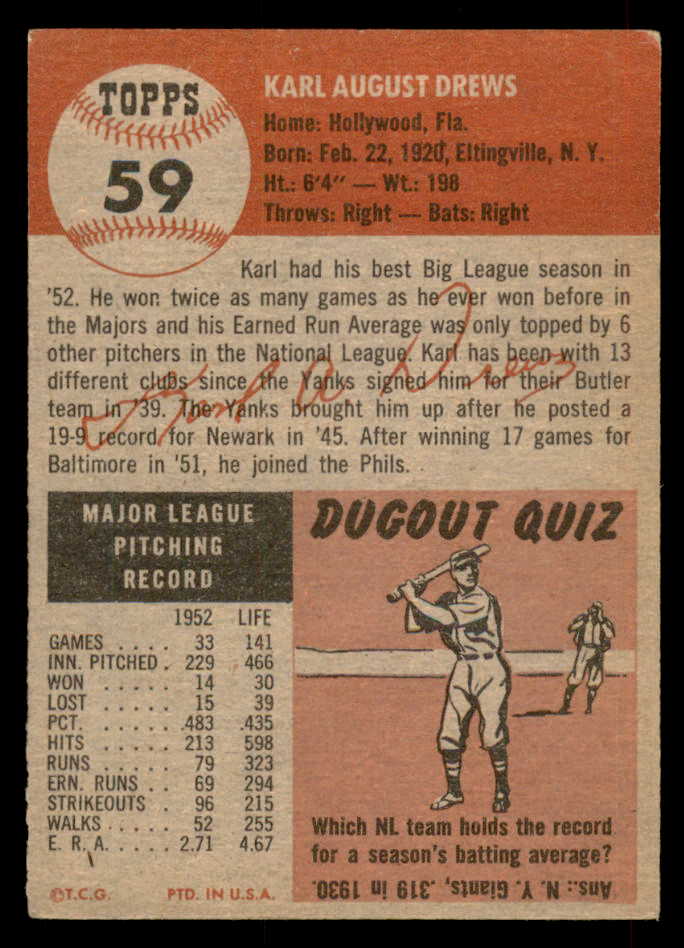 TOPPS
59
KARL AUGUST DREWS
Home: Hollywood, Fla.
Born: Feb. 22, 1920, Eltingville, N. Y.
Ht.: 6'4" — Wt.: 198
Throws: Right — Bats: Right
Karl had his best Big League season in
'52. He won twice as many games as he ever won before in
the Majors and his Earned Run Average was only topped by 6
other pitchers in the National League. Karl has been with 13
different clubs since the Yanks signed him for their Butler
team in '39. The Yanks brought him up after he posted a
19-9 record for Newark in '45. After winning 17 games for
Baltimore in '51, he joined the Phils.
Karl A. Drews
MAJOR LEAGUE
PITCHING
RECORD
1952 LIFE
GAMES . . . . 33 141
INN. PITCHED . 229 466
WON . . . . . 14 30
LOST . . . . . 15 39
PCT. . . . . . .483 .435
HITS . . . . . 213 598
RUNS . . . . . 79 323
ERN. RUNS . . 69 294
STRIKEOUTS . . 96 215
WALKS . . . . . 52 255
E. R. A. . . . . 2.71 4.67
©T.C.G. PTD. IN U.S.A.
DUGOUT QUIZ
Which NL team holds the record
for a season's batting average?
Ans.: N. Y. Giants, .319 in 1930.